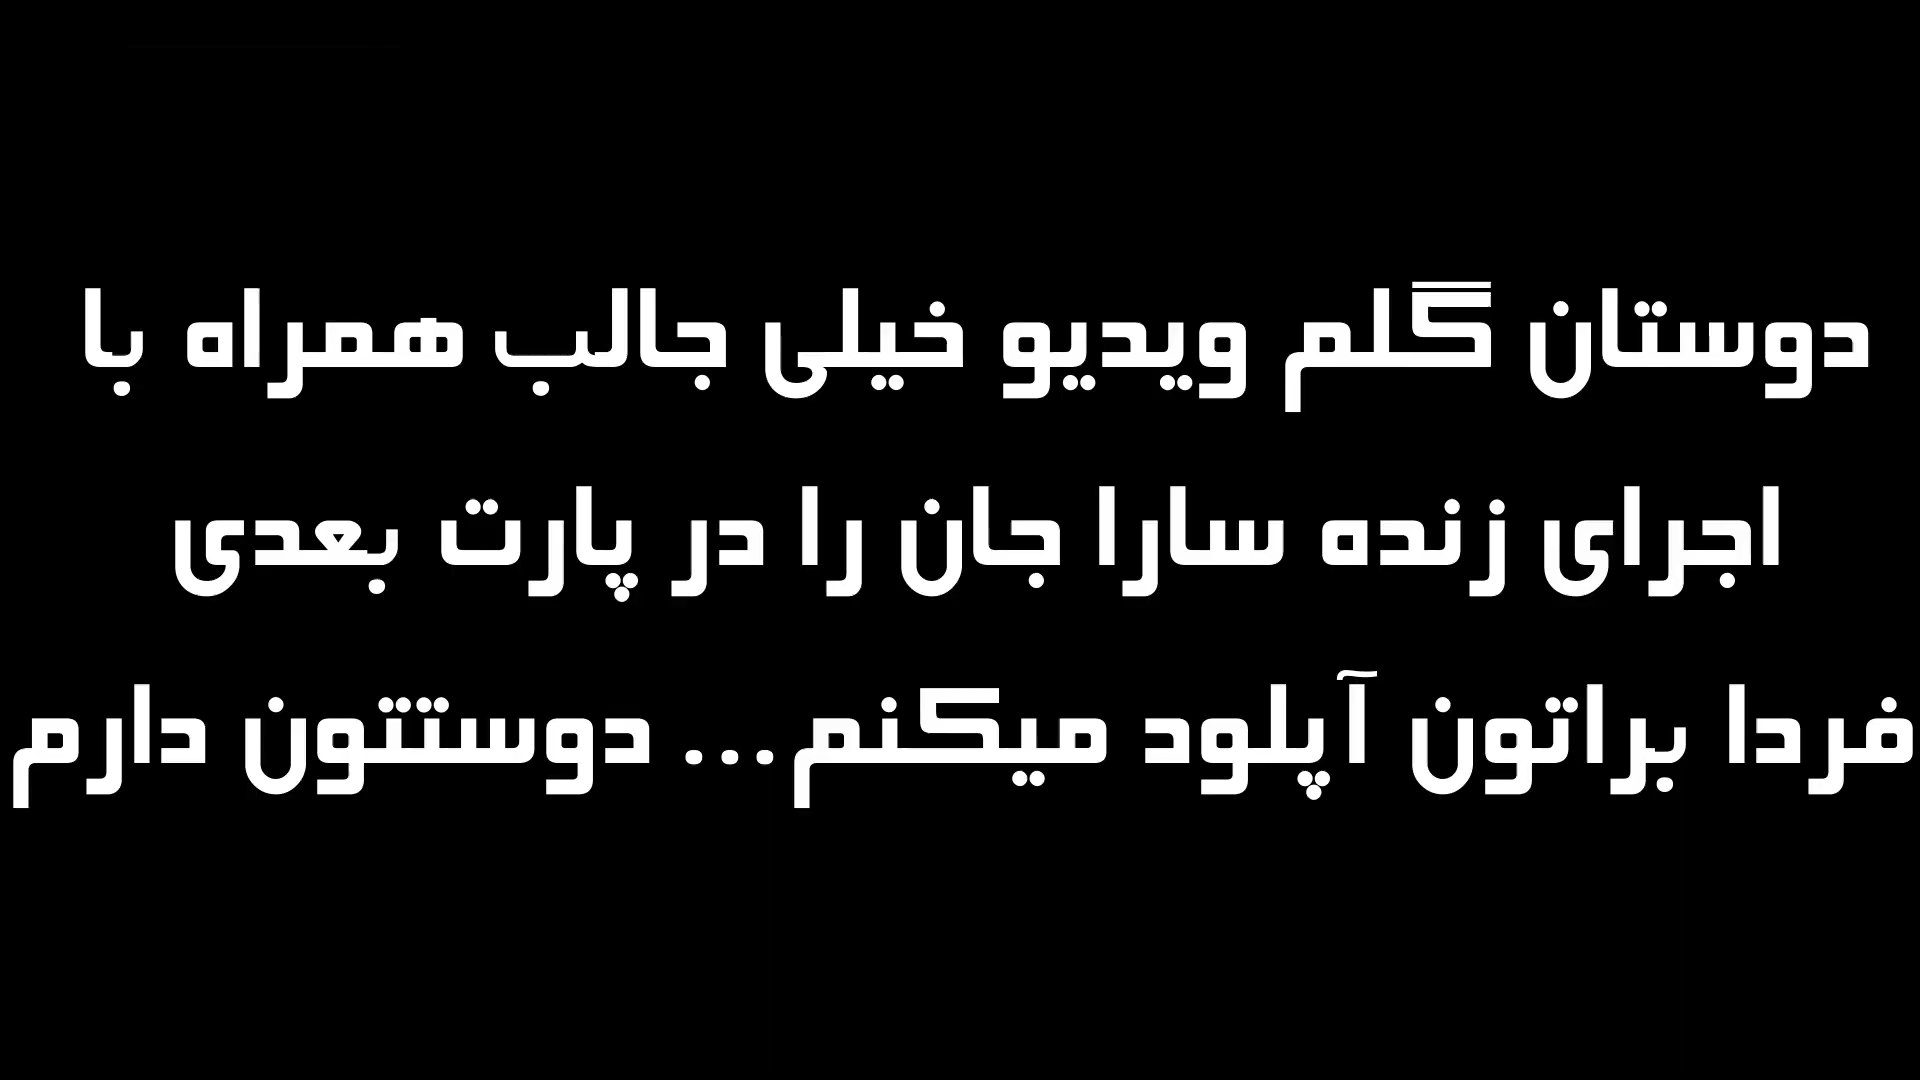 دوستان گلم ویدیو خیلی جالب همراه با
اجرای زنده سارا جان را در پارت بعدی
فردا براتون آپلود میکنم... دوستتون دارم